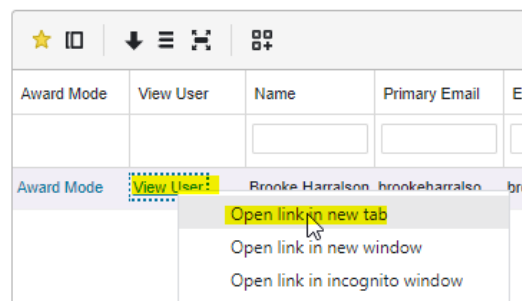 Award Mode View User Name Primary Email E
Award Mode View User Brooke Harralson brookeharralso br
Open link in new tab
Open link in new window
Open link in incognito window